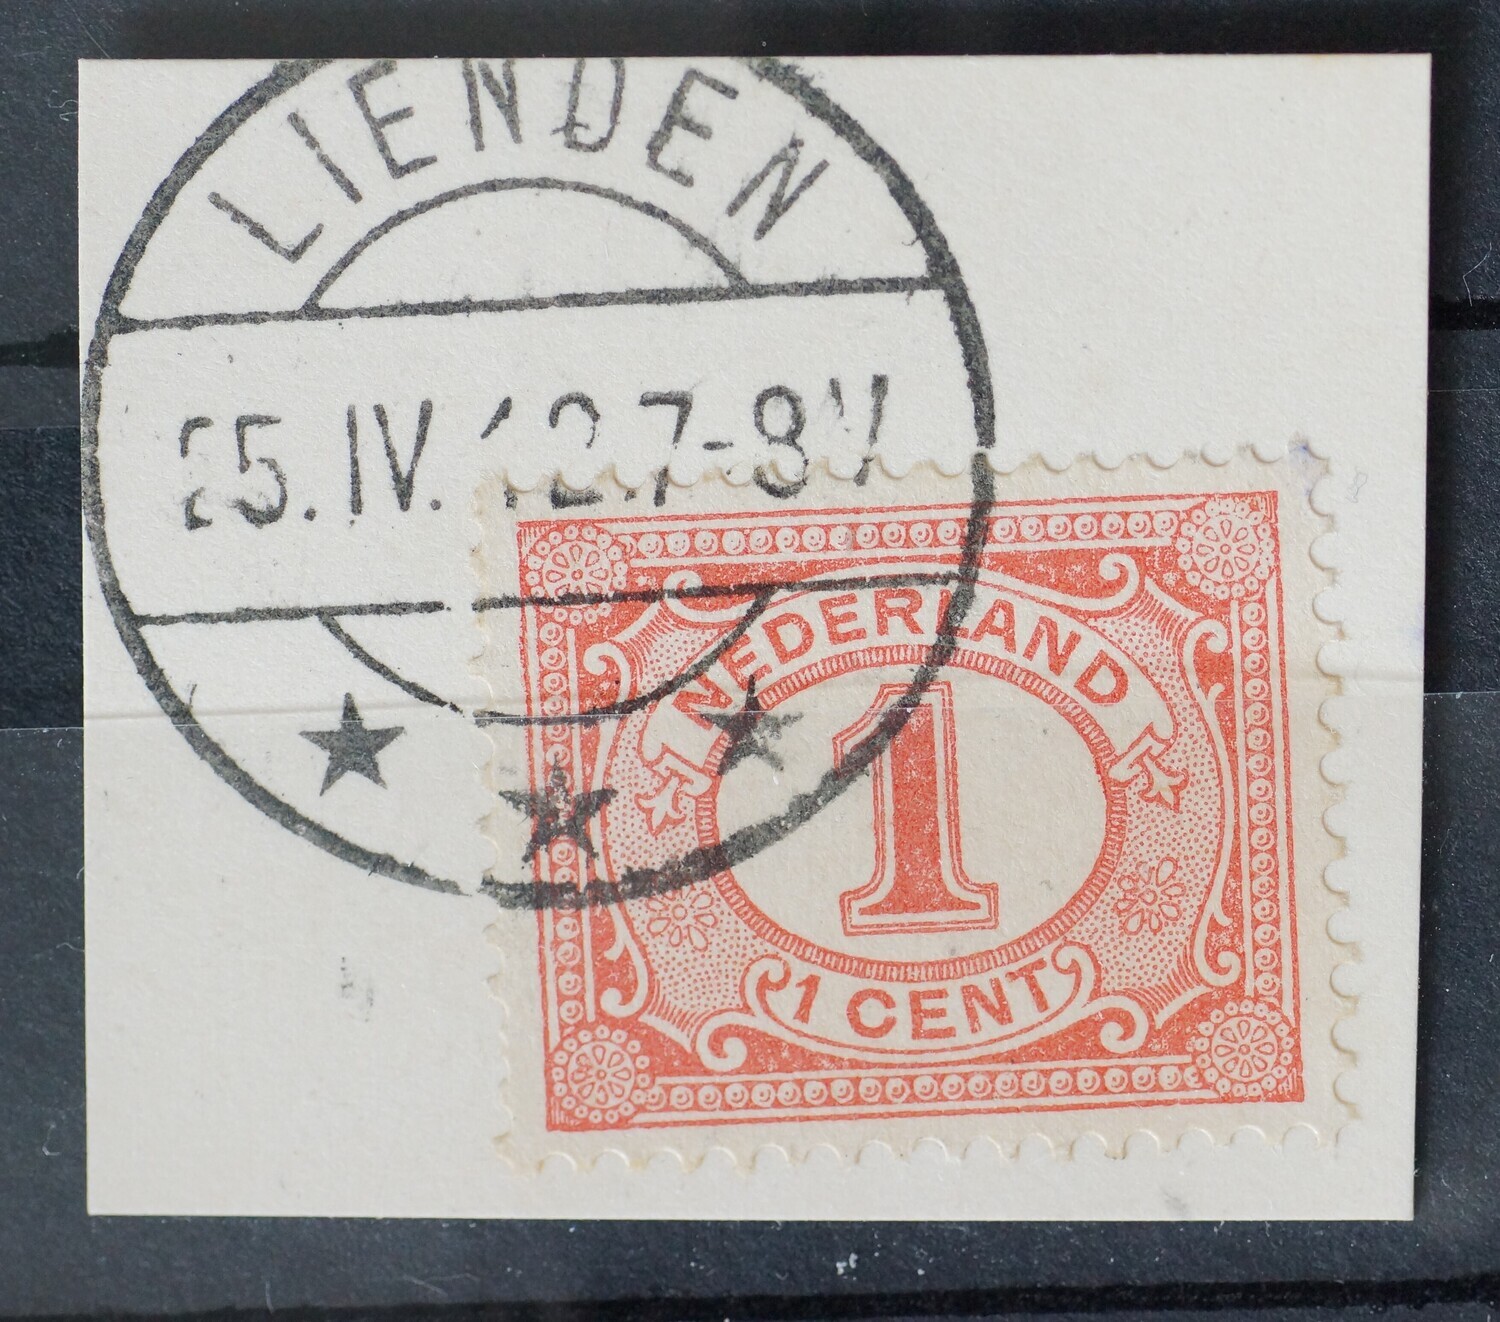 LIENDEN
25.IV.12.7-8V
NEDERLAND
1
1 CENT